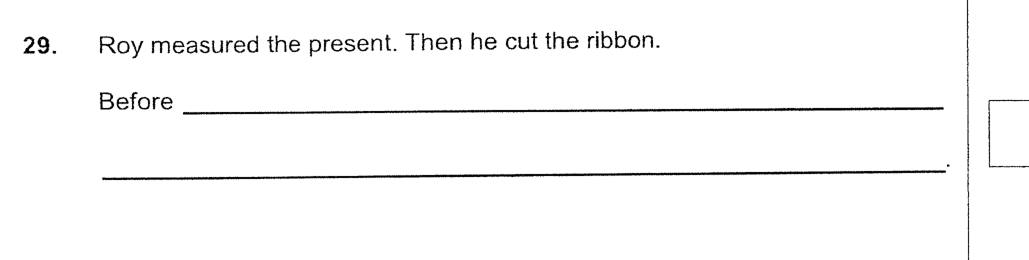 29. Roy measured the present. Then he cut the ribbon.
Before
.